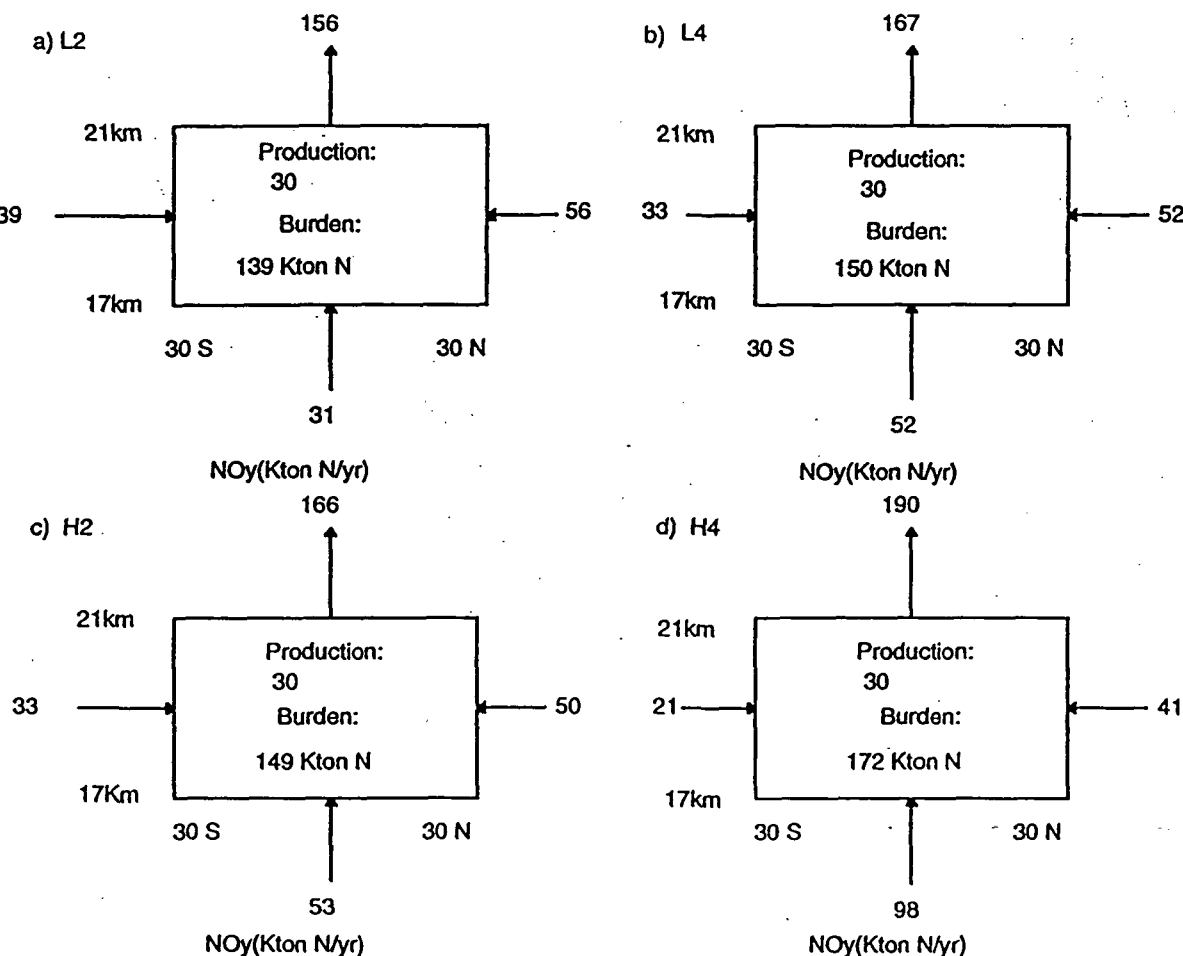 a) L2
156
21km
Production:
30
39
56
Burden:
139 Kton N
17km
30 S
30 N
31
NOy(Kton N/yr)
b) L4
167
21km
Production:
30
33
52
Burden:
150 Kton N
17km
30 S
30 N
52
NOy(Kton N/yr)
c) H2
166
21km
Production:
30
33
50
Burden:
149 Kton N
17Km
30 S
30 N
53
NOy(Kton N/yr)
d) H4
190
21km
Production:
30
21
41
Burden:
172 Kton N
17km
30 S
30 N
98
NOy(Kton N/yr)